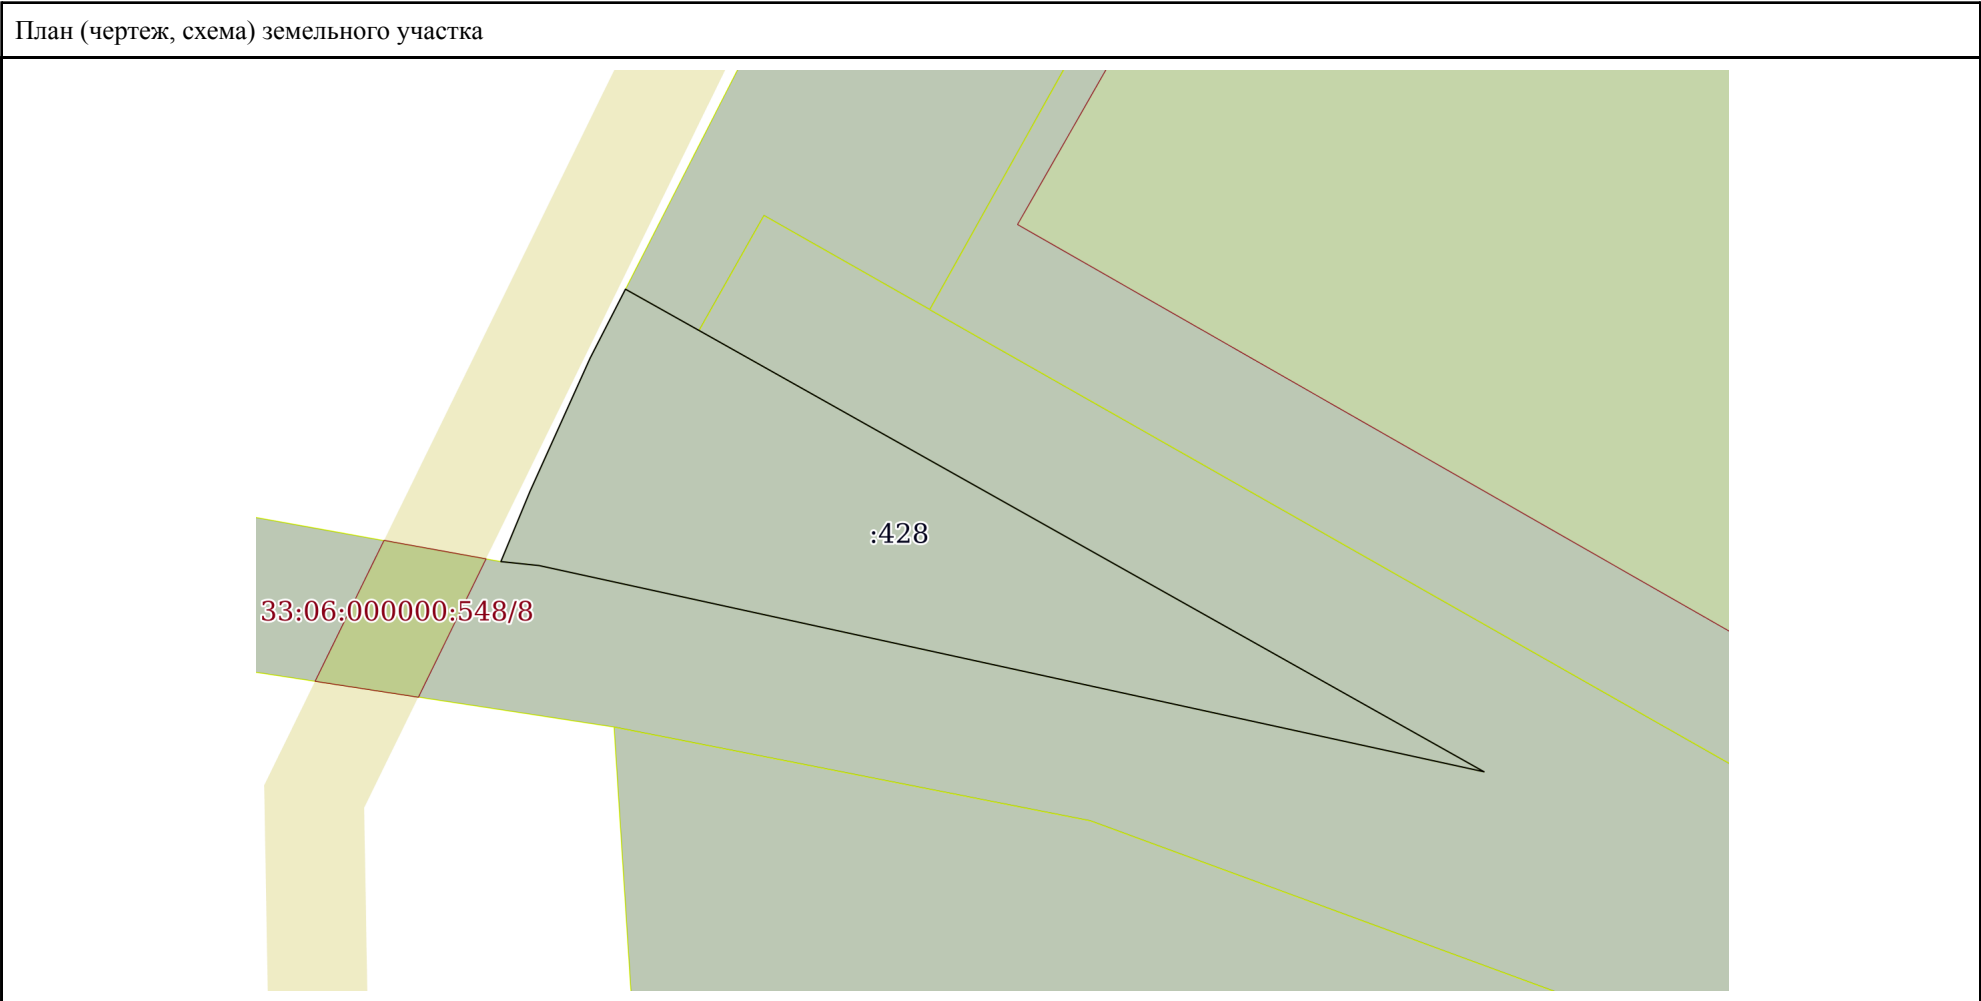 План (чертеж, схема) земельного участка
:428
33:06:000000:548/8